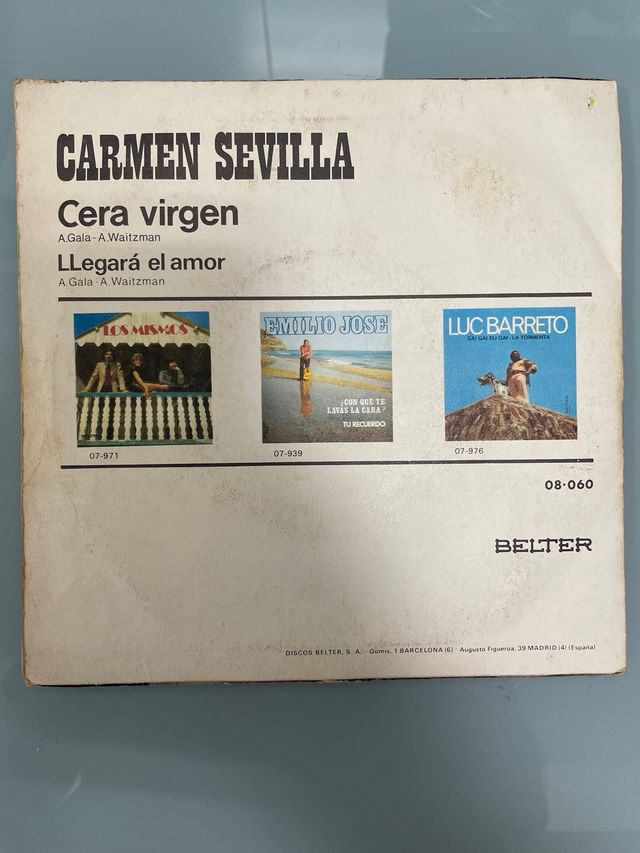 CARMEN SEVILLA
Cera virgen
A.Gala - A.Waitzman
LLegará el amor
A.Gala - A.Waitzman
LOS MISMOS
07-971
EMILIO JOSE
¿CON QUE TE
LAVAS LA CARA?
TU RECUERDO
07-939
LUC BARRETO
GAI GAI ELI GAI - LA TORMENTA
BELTER
07-976
08·060
BELTER
DISCOS BELTER, S. A. - Gomis, 1 BARCELONA (6) - Augusto Figueroa, 39 MADRID (4) (España)